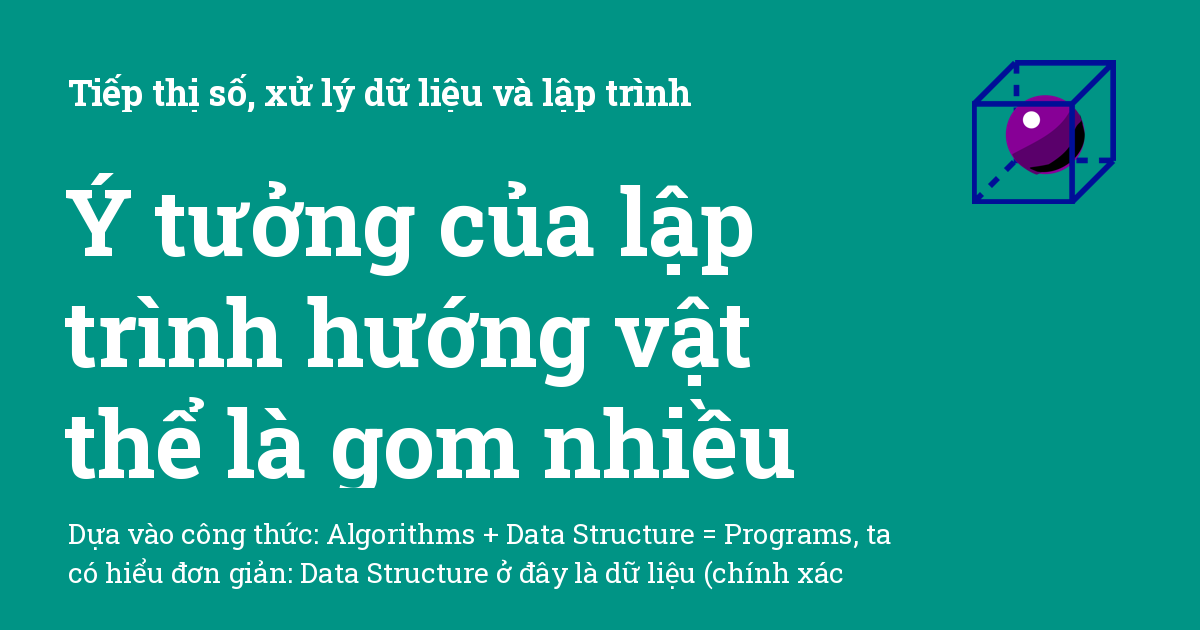 Tiếp thị số, xử lý dữ liệu và lập trình
Ý tưởng của lập
trình hướng vật
thể là gom nhiều
Dựa vào công thức: Algorithms + Data Structure = Programs, ta
có hiểu đơn giản: Data Structure ở đây là dữ liệu (chính xác